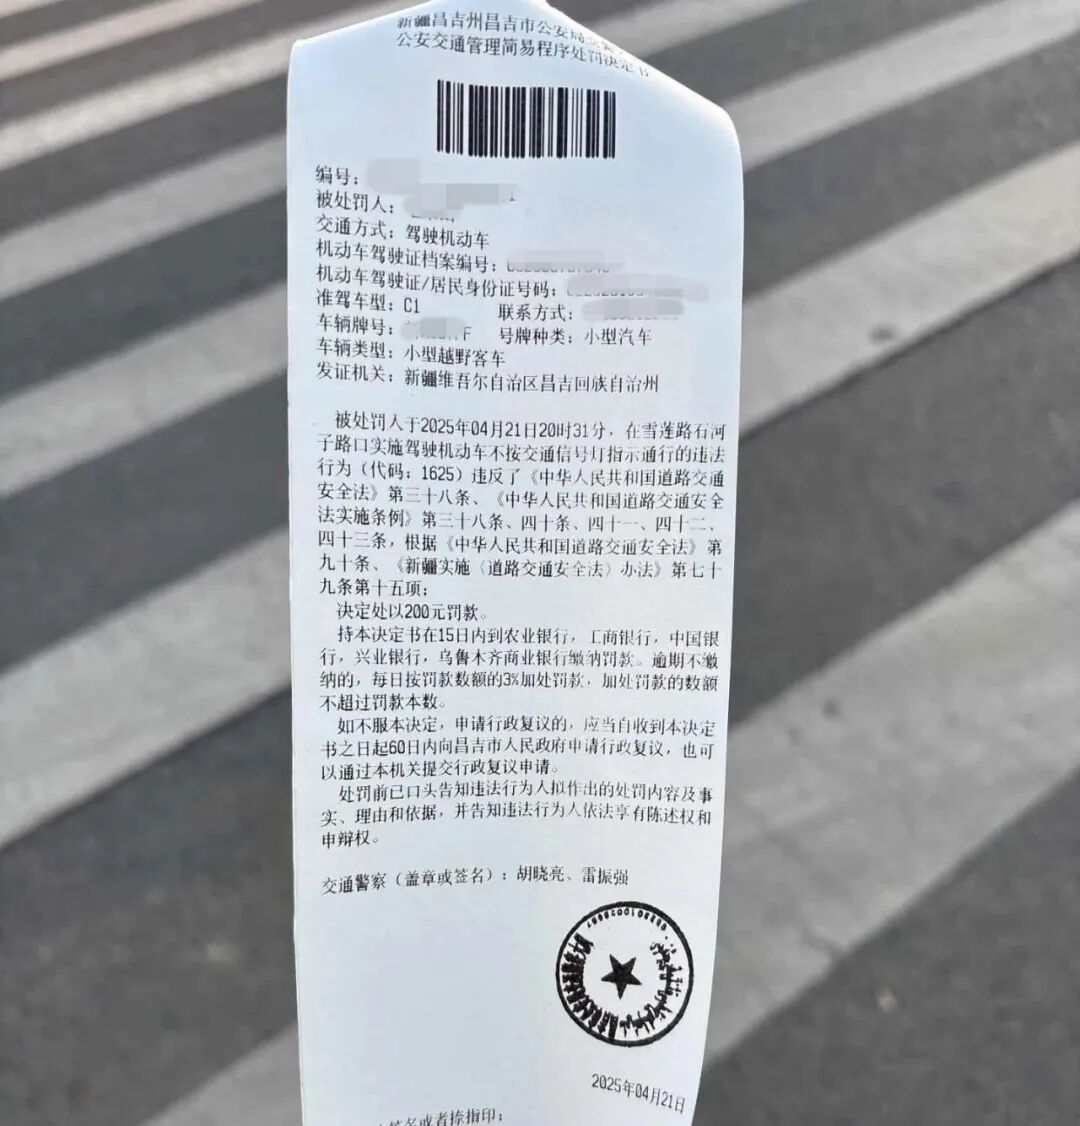 新疆昌吉州昌吉市公安局交
公安交通管理简易程序处罚决定书
编号：
被处罚人：
交通方式：驾驶机动车
机动车驾驶证档案编号：
机动车驾驶证/居民身份证号码：
准驾车型：C1 联系方式：
车辆牌号： F 号牌种类：小型汽车
车辆类型：小型越野客车
发证机关：新疆维吾尔自治区昌吉回族自治州
被处罚人于2025年04月21日20时31分，在雪莲路石河
子路口实施驾驶机动车不按交通信号灯指示通行的违法
行为（代码：1625）违反了《中华人民共和国道路交通
安全法》第三十八条、《中华人民共和国道路交通安全
法实施条例》第三十八条、四十条、四十一、四十二、
四十三条，根据《中华人民共和国道路交通安全法》第
九十条、《新疆实施〈道路交通安全法〉办法》第七十
九条第十五项：
决定处以200元罚款。
持本决定书在15日内到农业银行，工商银行，中国银
行，兴业银行，乌鲁木齐商业银行缴纳罚款。逾期不缴
纳的，每日按罚款数额的3%加处罚款，加处罚款的数额
不超过罚款本数。
如不服本决定，申请行政复议的，应当自收到本决定
书之日起60日内向昌吉市人民政府申请行政复议，也可
以通过本机关提交行政复议申请。
处罚前已口头告知违法行为人拟作出的处罚内容及事
实、理由和依据，并告知违法行为人依法享有陈述权和
申辩权。
交通警察（盖章或签名）：胡晓亮、雷振强
2025年04月21日
签名或者捺指印：